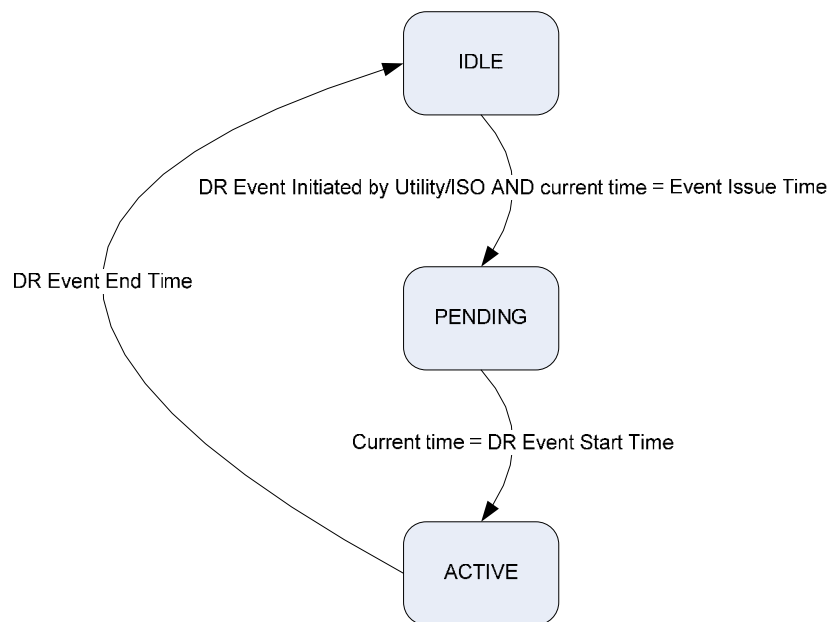 IDLE
DR Event Initiated by Utility/ISO AND current time = Event Issue Time
DR Event End Time
PENDING
Current time = DR Event Start Time
ACTIVE